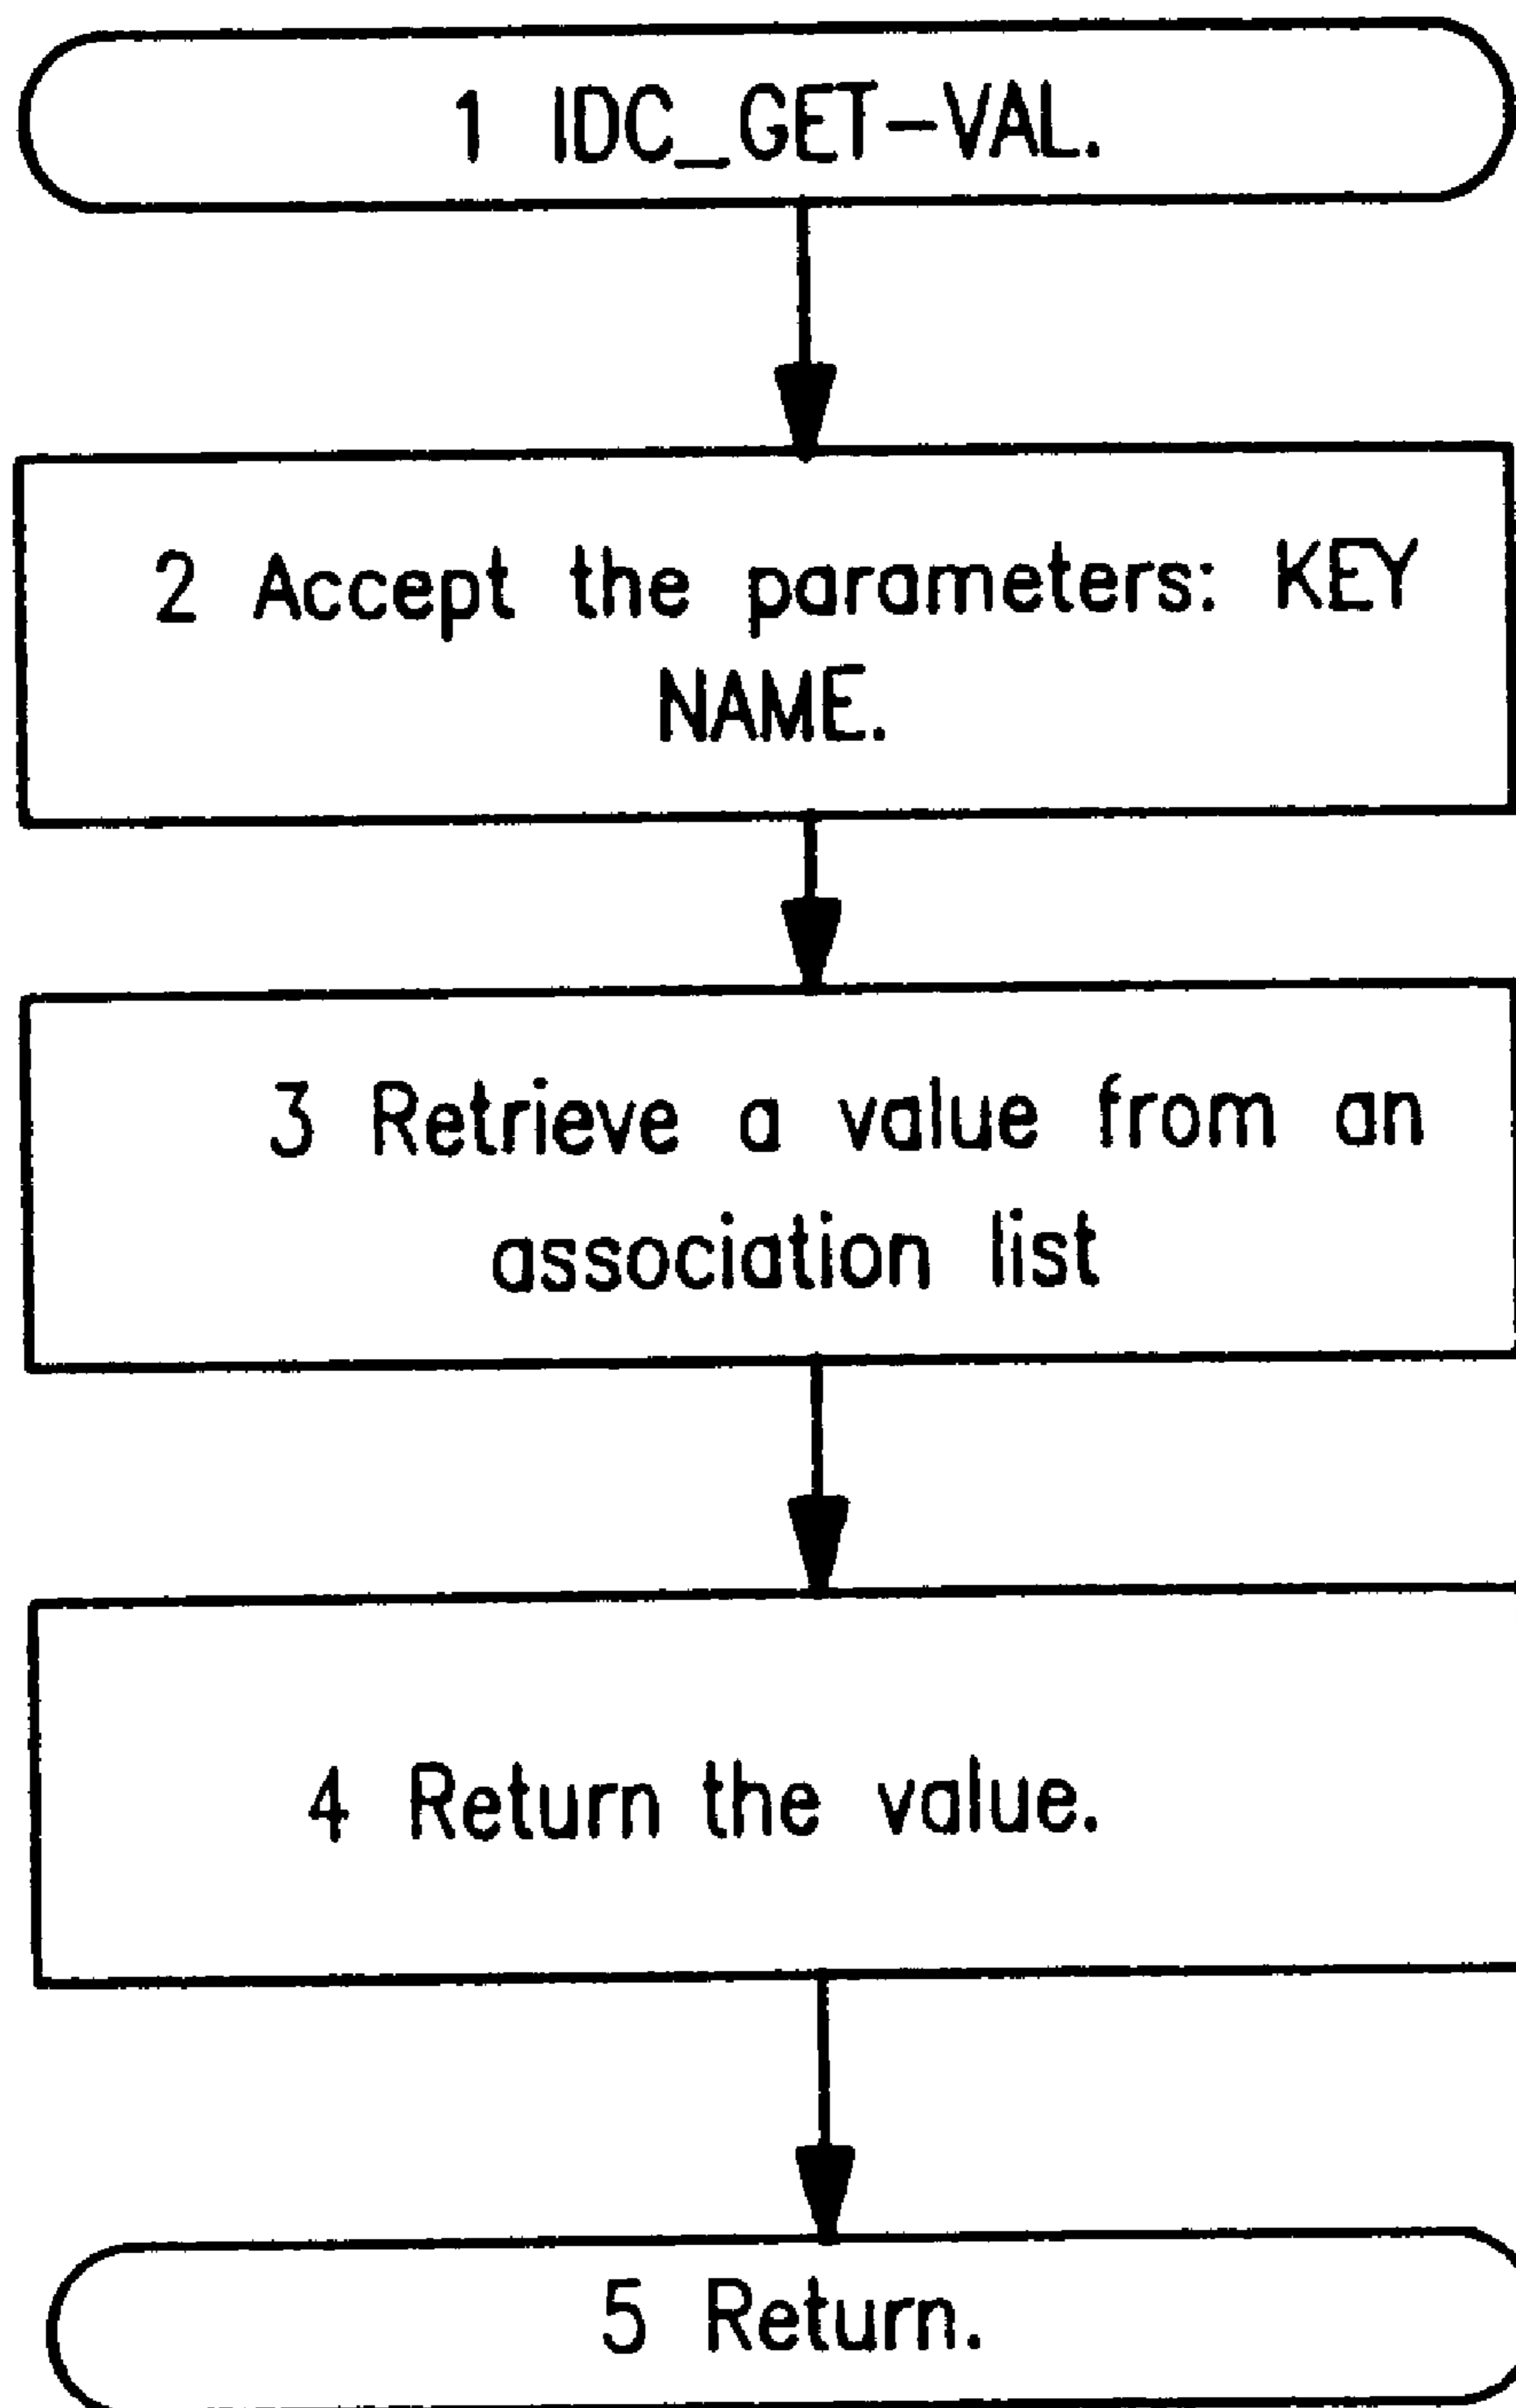 1 IDC_GET-VAL.
2 Accept the parameters: KEY
NAME.
3 Retrieve a value from an
association list
4 Return the value.
5 Return.